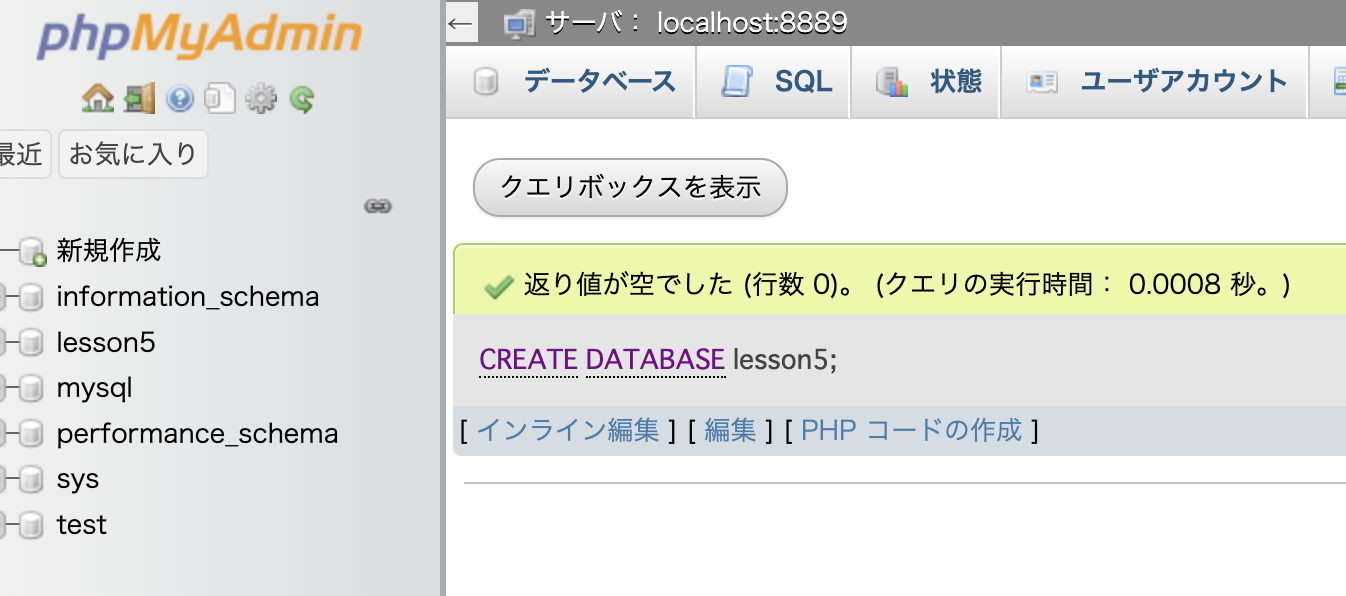 phpMyAdmin
最近 お気に入り
新規作成
information_schema
lesson5
mysql
performance_schema
sys
test
← サーバ： localhost:8889
データベース SQL 状態 ユーザアカウント
クエリボックスを表示
返り値が空でした (行数 0)。 (クエリの実行時間： 0.0008 秒。)
CREATE DATABASE lesson5;
[ インライン編集 ] [ 編集 ] [ PHP コードの作成 ]